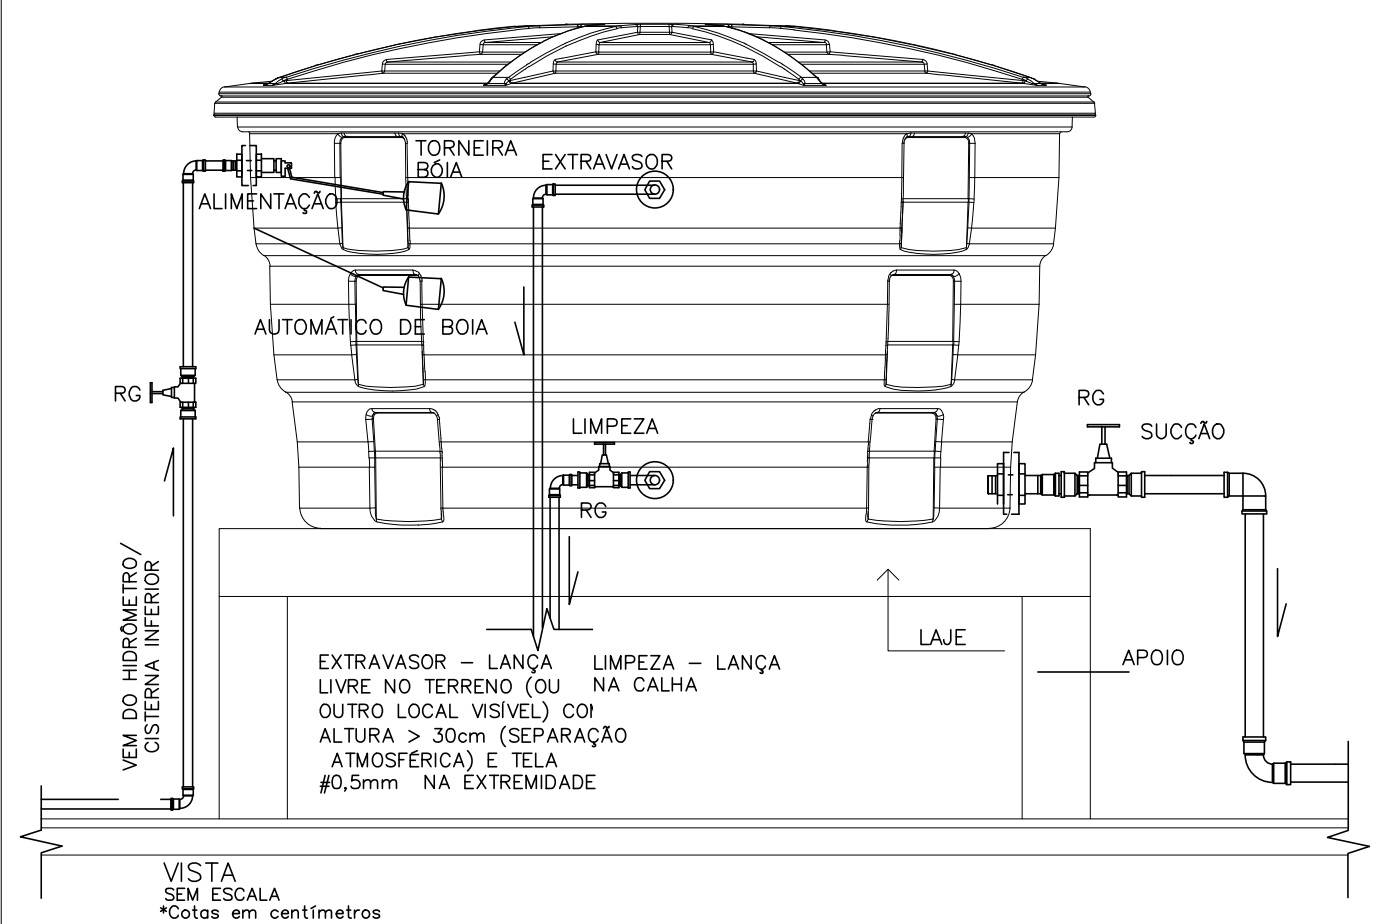 TORNEIRA
BÓIA
EXTRAVASOR
ALIMENTAÇÃO
AUTOMÁTICO DE BOIA
RG
RG
SUCÇÃO
LIMPEZA
RG
VEM DO HIDRÔMETRO/
CISTERNA INFERIOR
LAJE
APOIO
EXTRAVASOR – LANÇA
LIVRE NO TERRENO (OU
OUTRO LOCAL VISÍVEL) COM
ALTURA > 30cm (SEPARAÇÃO
ATMOSFÉRICA) E TELA
#0,5mm NA EXTREMIDADE
LIMPEZA – LANÇA
NA CALHA
VISTA
SEM ESCALA
*Cotas em centímetros